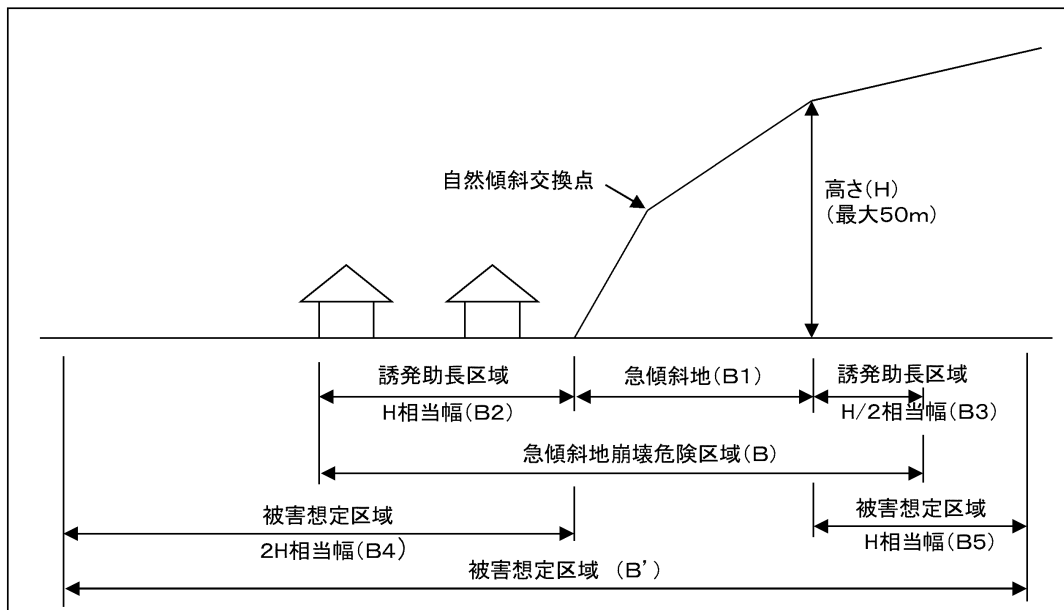 自然傾斜交換点
高さ(H)
(最大50m)
誘発助長区域
急傾斜地(B1)
誘発助長区域
H相当幅(B2)
H/2相当幅(B3)
急傾斜地崩壊危険区域(B)
被害想定区域
被害想定区域
2H相当幅(B4)
H相当幅(B5)
被害想定区域 (B')